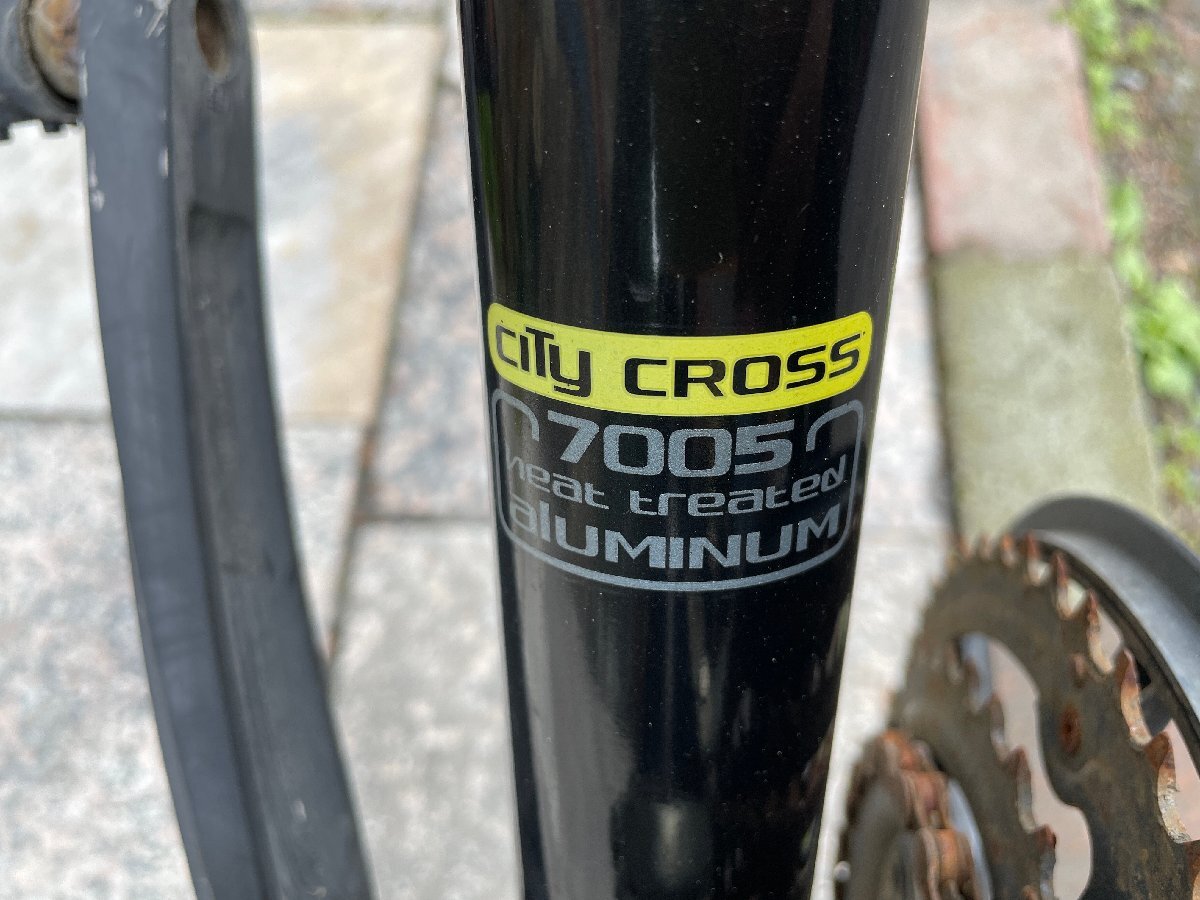 CiTy CROSS
7005
heat treated
alUMINUM